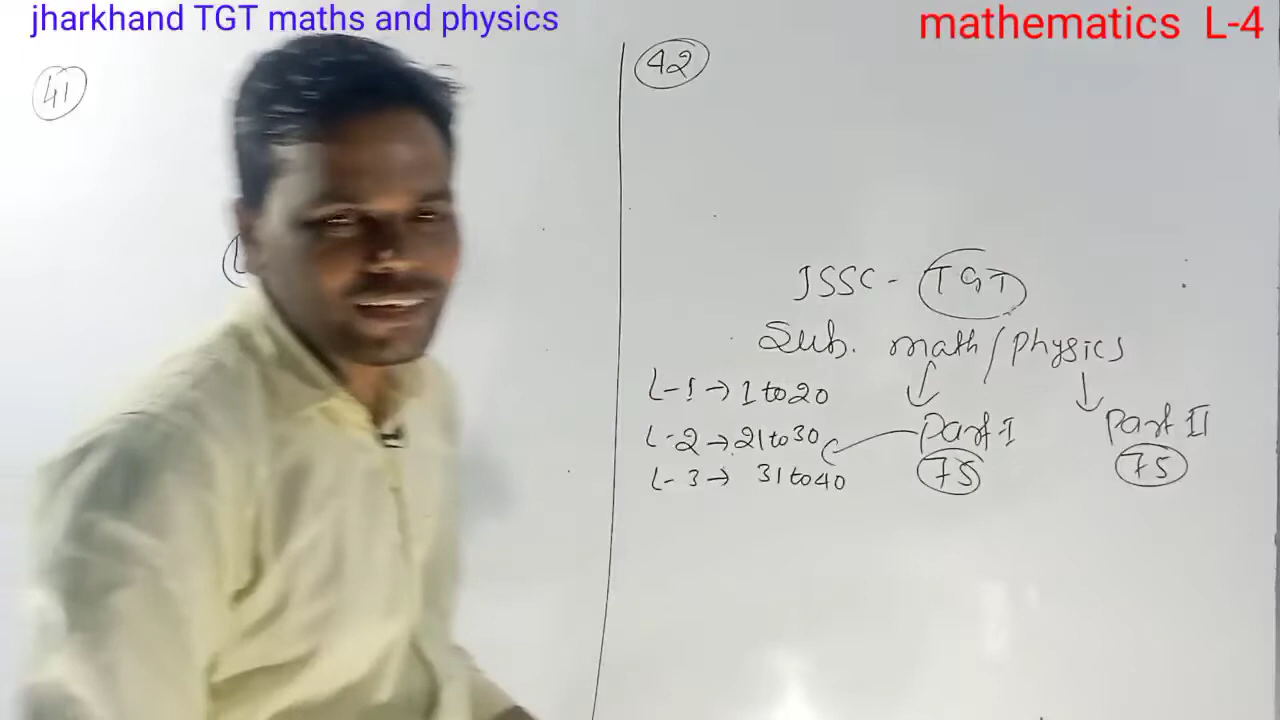 jharkhand TGT maths and physics
mathematics L-4
41
42
JSSC - TGT
Sub. math/Physics
L-1 → 1 to 20
L-2 → 21 to 30
L-3 → 31 to 40
Part I
75
Part II
75